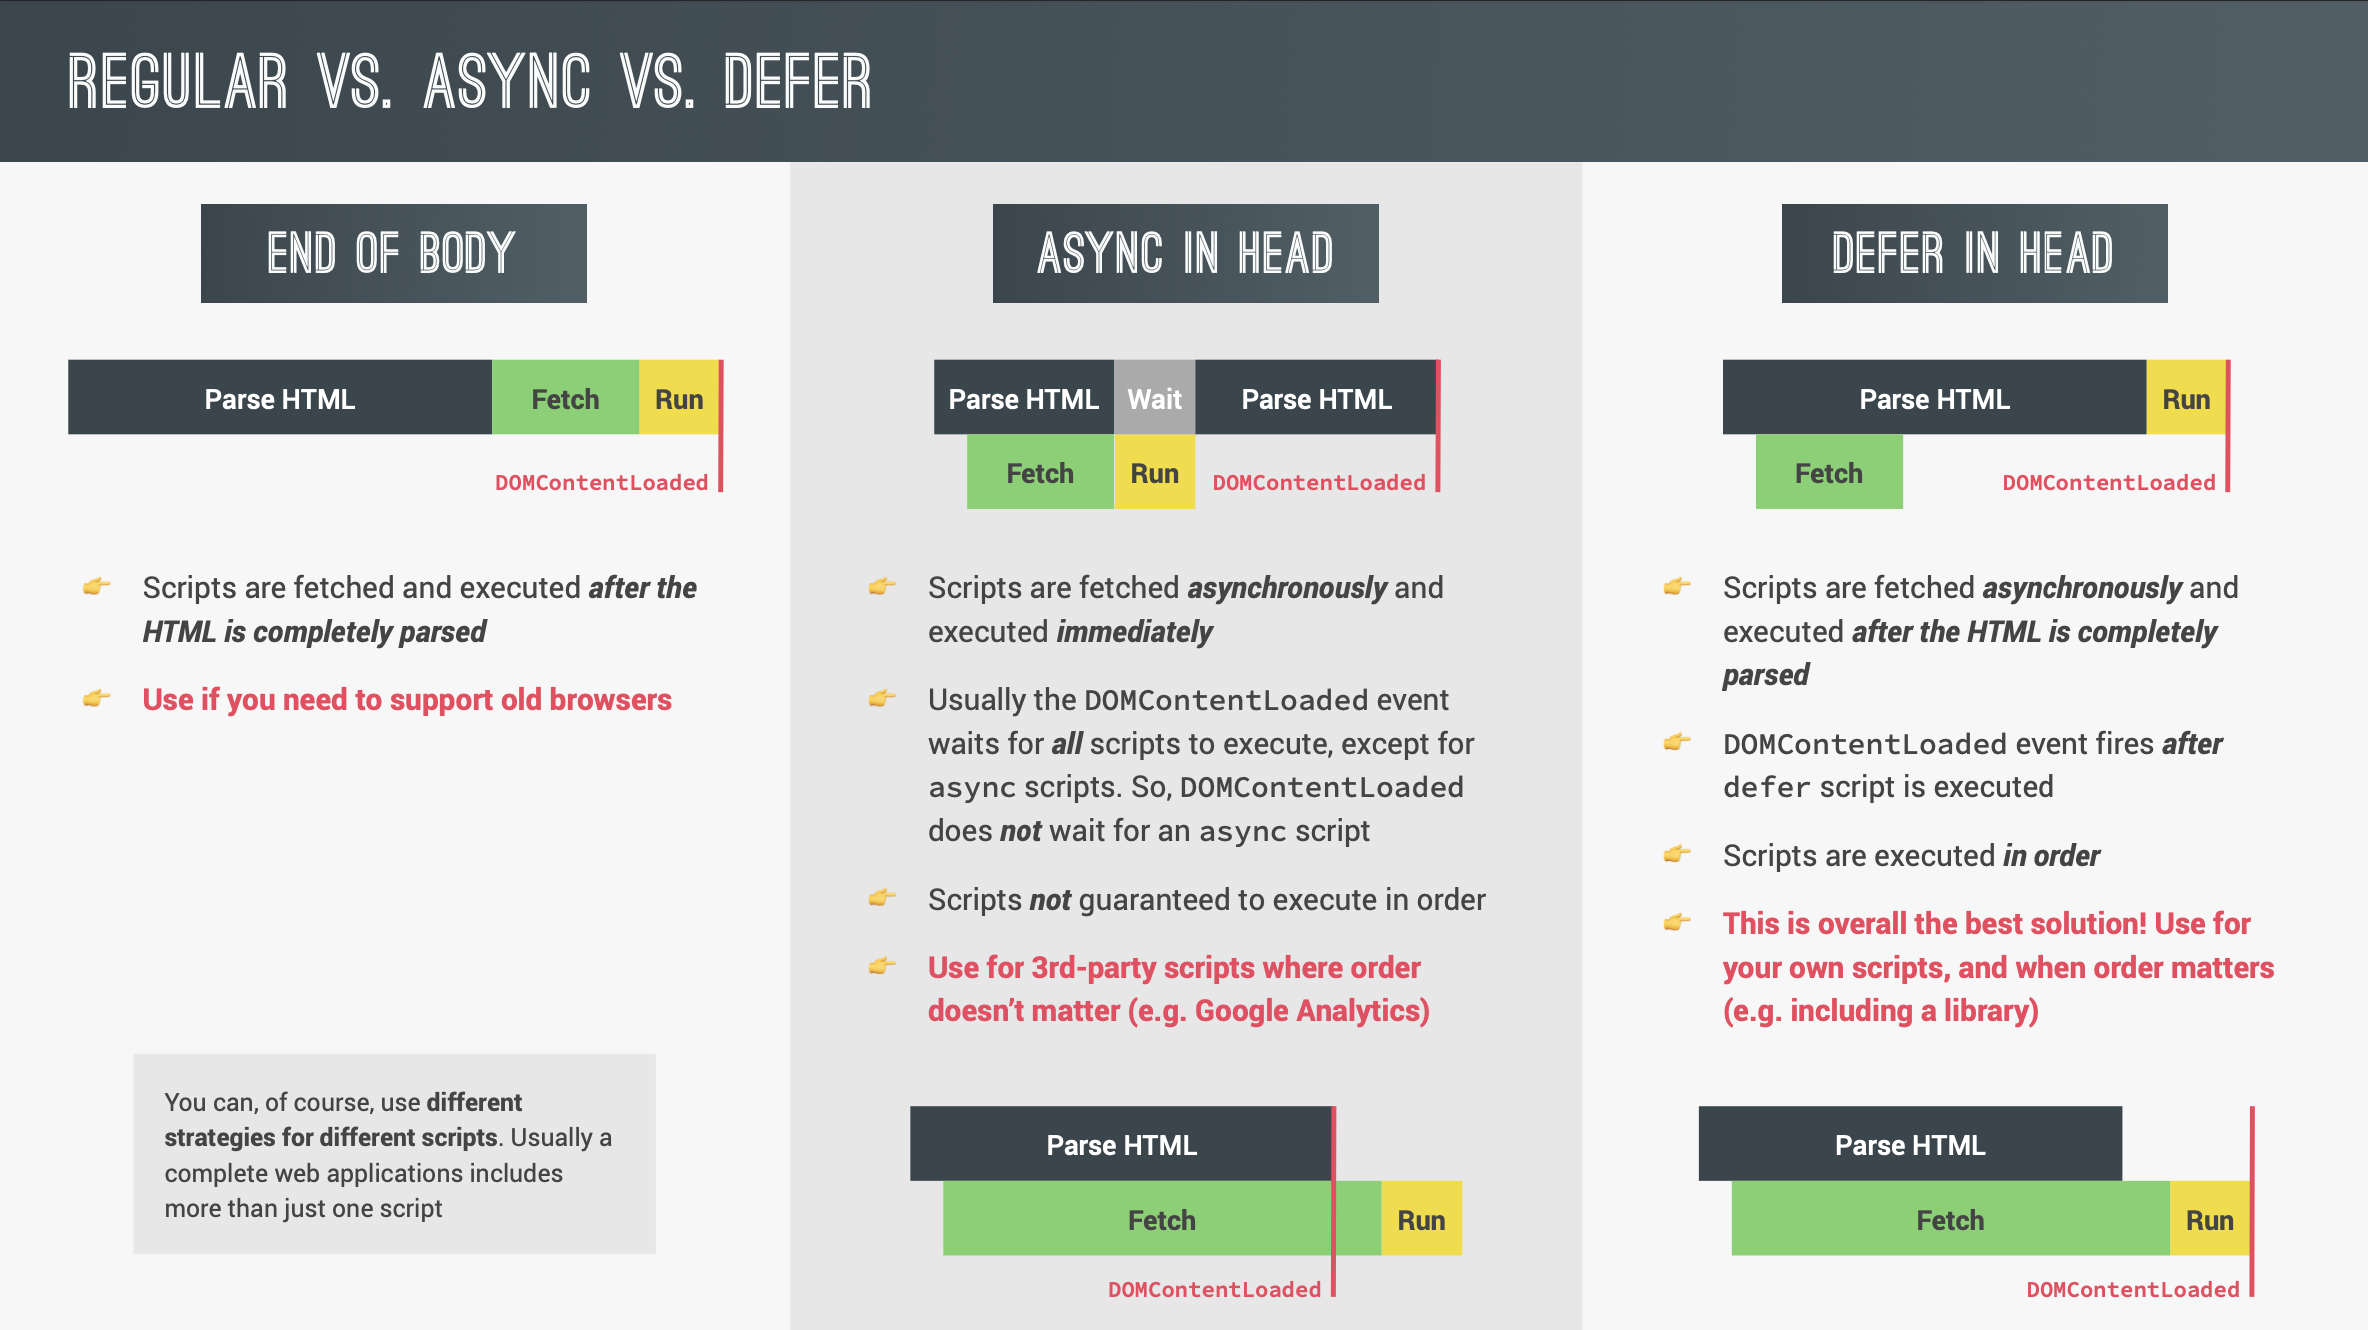 REGULAR VS. ASYNC VS. DEFER
END OF BODY
Parse HTML Fetch Run
DOMContentLoaded
Scripts are fetched and executed after the
HTML is completely parsed
Use if you need to support old browsers
You can, of course, use different
strategies for different scripts. Usually a
complete web applications includes
more than just one script
ASYNC IN HEAD
Parse HTML Wait Parse HTML
Fetch Run DOMContentLoaded
Scripts are fetched asynchronously and
executed immediately
Usually the DOMContentLoaded event
waits for all scripts to execute, except for
async scripts. So, DOMContentLoaded
does not wait for an async script
Scripts not guaranteed to execute in order
Use for 3rd-party scripts where order
doesn’t matter (e.g. Google Analytics)
Parse HTML
Fetch Run
DOMContentLoaded
DEFER IN HEAD
Parse HTML Run
Fetch DOMContentLoaded
Scripts are fetched asynchronously and
executed after the HTML is completely
parsed
DOMContentLoaded event fires after
defer script is executed
Scripts are executed in order
This is overall the best solution! Use for
your own scripts, and when order matters
(e.g. including a library)
Parse HTML
Fetch Run
DOMContentLoaded